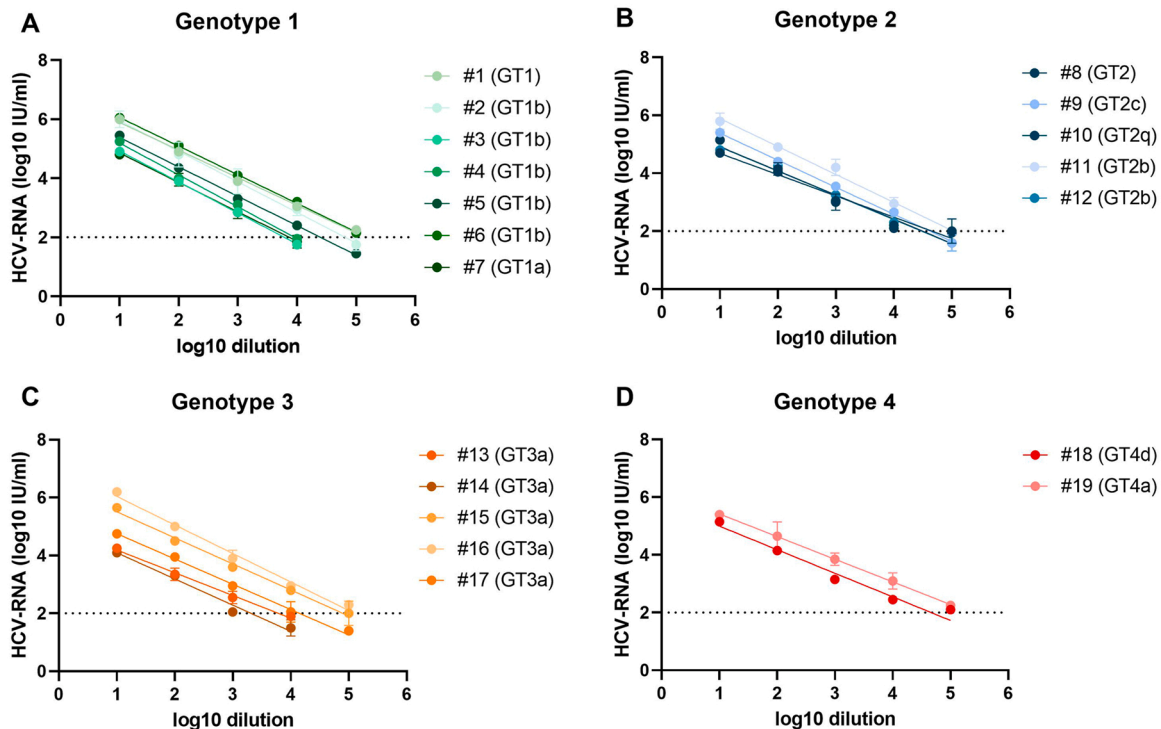 A
Genotype 1
HCV-RNA (log10 IU/ml)
8
6
4
2
0
0 1 2 3 4 5 6
log10 dilution
#1 (GT1)
#2 (GT1b)
#3 (GT1b)
#4 (GT1b)
#5 (GT1b)
#6 (GT1b)
#7 (GT1a)
B
Genotype 2
HCV-RNA (log10 IU/ml)
8
6
4
2
0
0 1 2 3 4 5 6
log10 dilution
#8 (GT2)
#9 (GT2c)
#10 (GT2q)
#11 (GT2b)
#12 (GT2b)
C
Genotype 3
HCV-RNA (log10 IU/ml)
8
6
4
2
0
0 1 2 3 4 5 6
log10 dilution
#13 (GT3a)
#14 (GT3a)
#15 (GT3a)
#16 (GT3a)
#17 (GT3a)
D
Genotype 4
HCV-RNA (log10 IU/ml)
8
6
4
2
0
0 1 2 3 4 5 6
log10 dilution
#18 (GT4d)
#19 (GT4a)